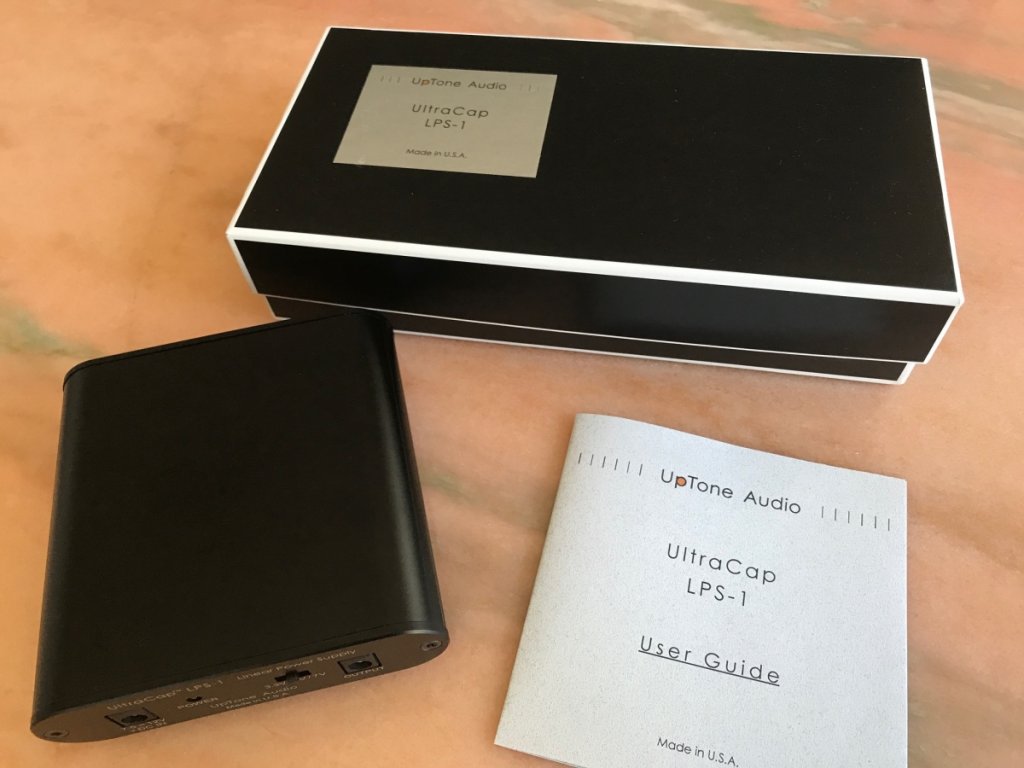 UpTone Audio
UltraCap
LPS-1
Made in U.S.A.
UpTone Audio
UltraCap
LPS-1
User Guide
Made in U.S.A.
UltraCap™ LPS-1 Linear Power Supply
POWER OUTPUT
UpTone Audio
Made in U.S.A.